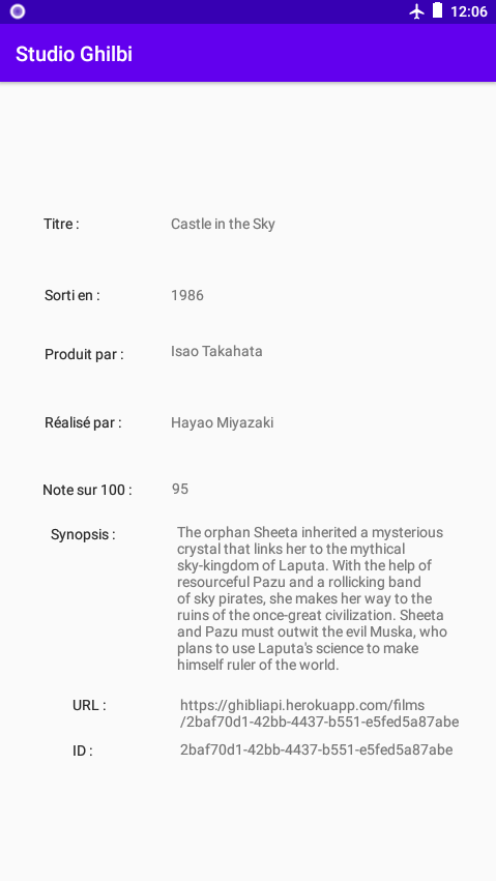 12:06
Studio Ghilbi
Titre : Castle in the Sky
Sorti en : 1986
Produit par : Isao Takahata
Réalisé par : Hayao Miyazaki
Note sur 100 : 95
Synopsis : The orphan Sheeta inherited a mysterious
crystal that links her to the mythical
sky-kingdom of Laputa. With the help of
resourceful Pazu and a rollicking band
of sky pirates, she makes her way to the
ruins of the once-great civilization. Sheeta
and Pazu must outwit the evil Muska, who
plans to use Laputa's science to make
himself ruler of the world.
URL : https://ghibliapi.herokuapp.com/films
/2baf70d1-42bb-4437-b551-e5fed5a87abe
ID : 2baf70d1-42bb-4437-b551-e5fed5a87abe